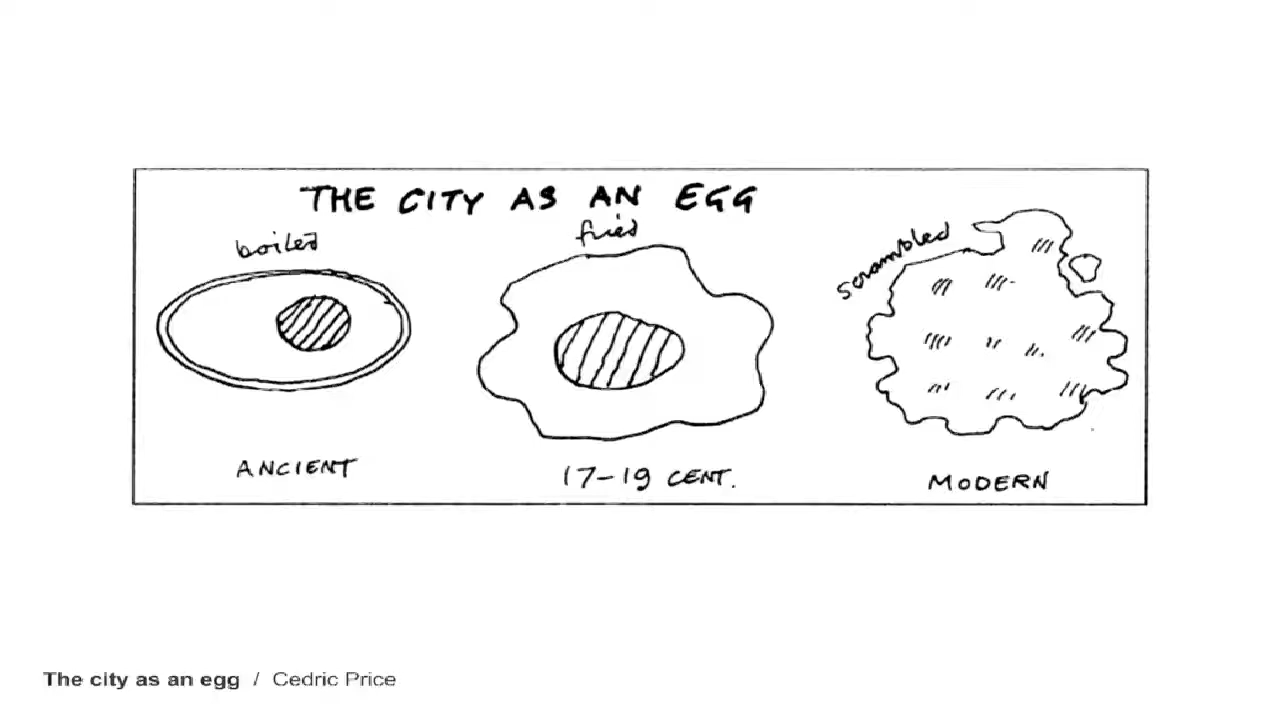 THE CITY AS AN EGG
boiled
fried
scrambled
ANCIENT
17-19 CENT.
MODERN
The city as an egg / Cedric Price